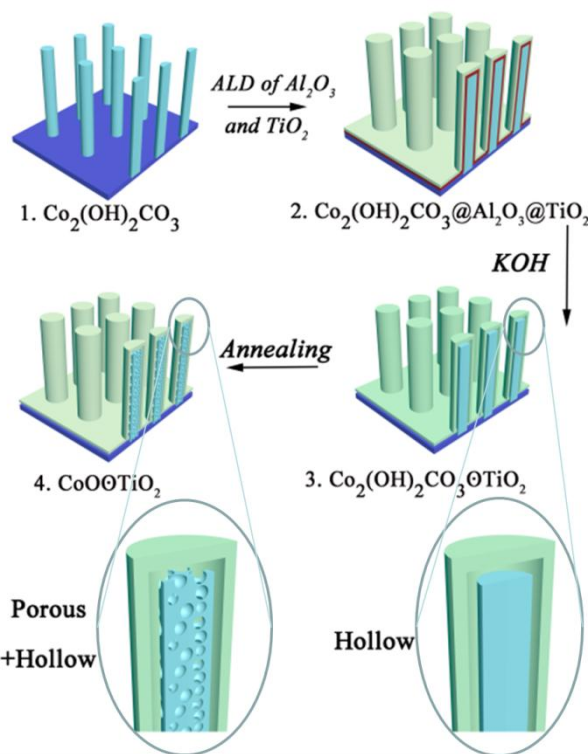 ALD of Al₂O₃
and TiO₂
1. Co₂(OH)₂CO₃
2. Co₂(OH)₂CO₃@Al₂O₃@TiO₂
KOH
Annealing
3. Co₂(OH)₂CO₃ΘTiO₂
4. CoOΘTiO₂
Porous
+Hollow
Hollow